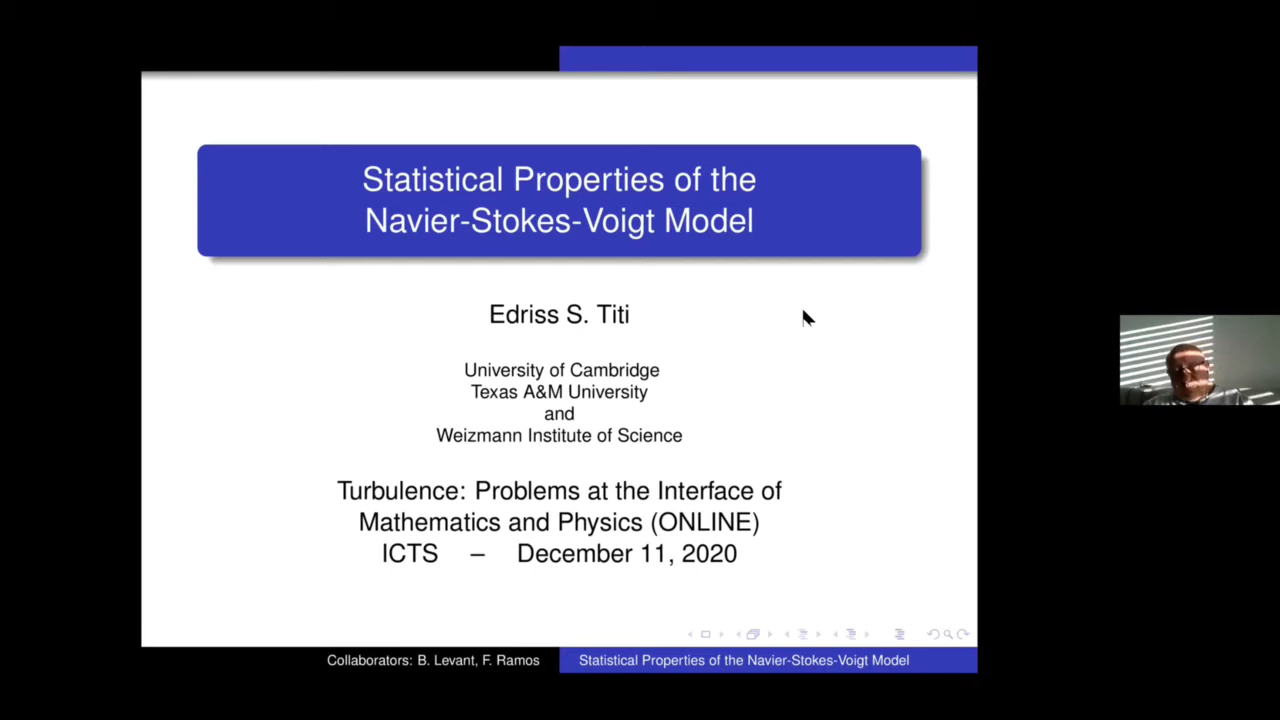 Statistical Properties of the
Navier-Stokes-Voigt Model
Edriss S. Titi
University of Cambridge
Texas A&M University
and
Weizmann Institute of Science
Turbulence: Problems at the Interface of
Mathematics and Physics (ONLINE)
ICTS – December 11, 2020
Collaborators: B. Levant, F. Ramos Statistical Properties of the Navier-Stokes-Voigt Model